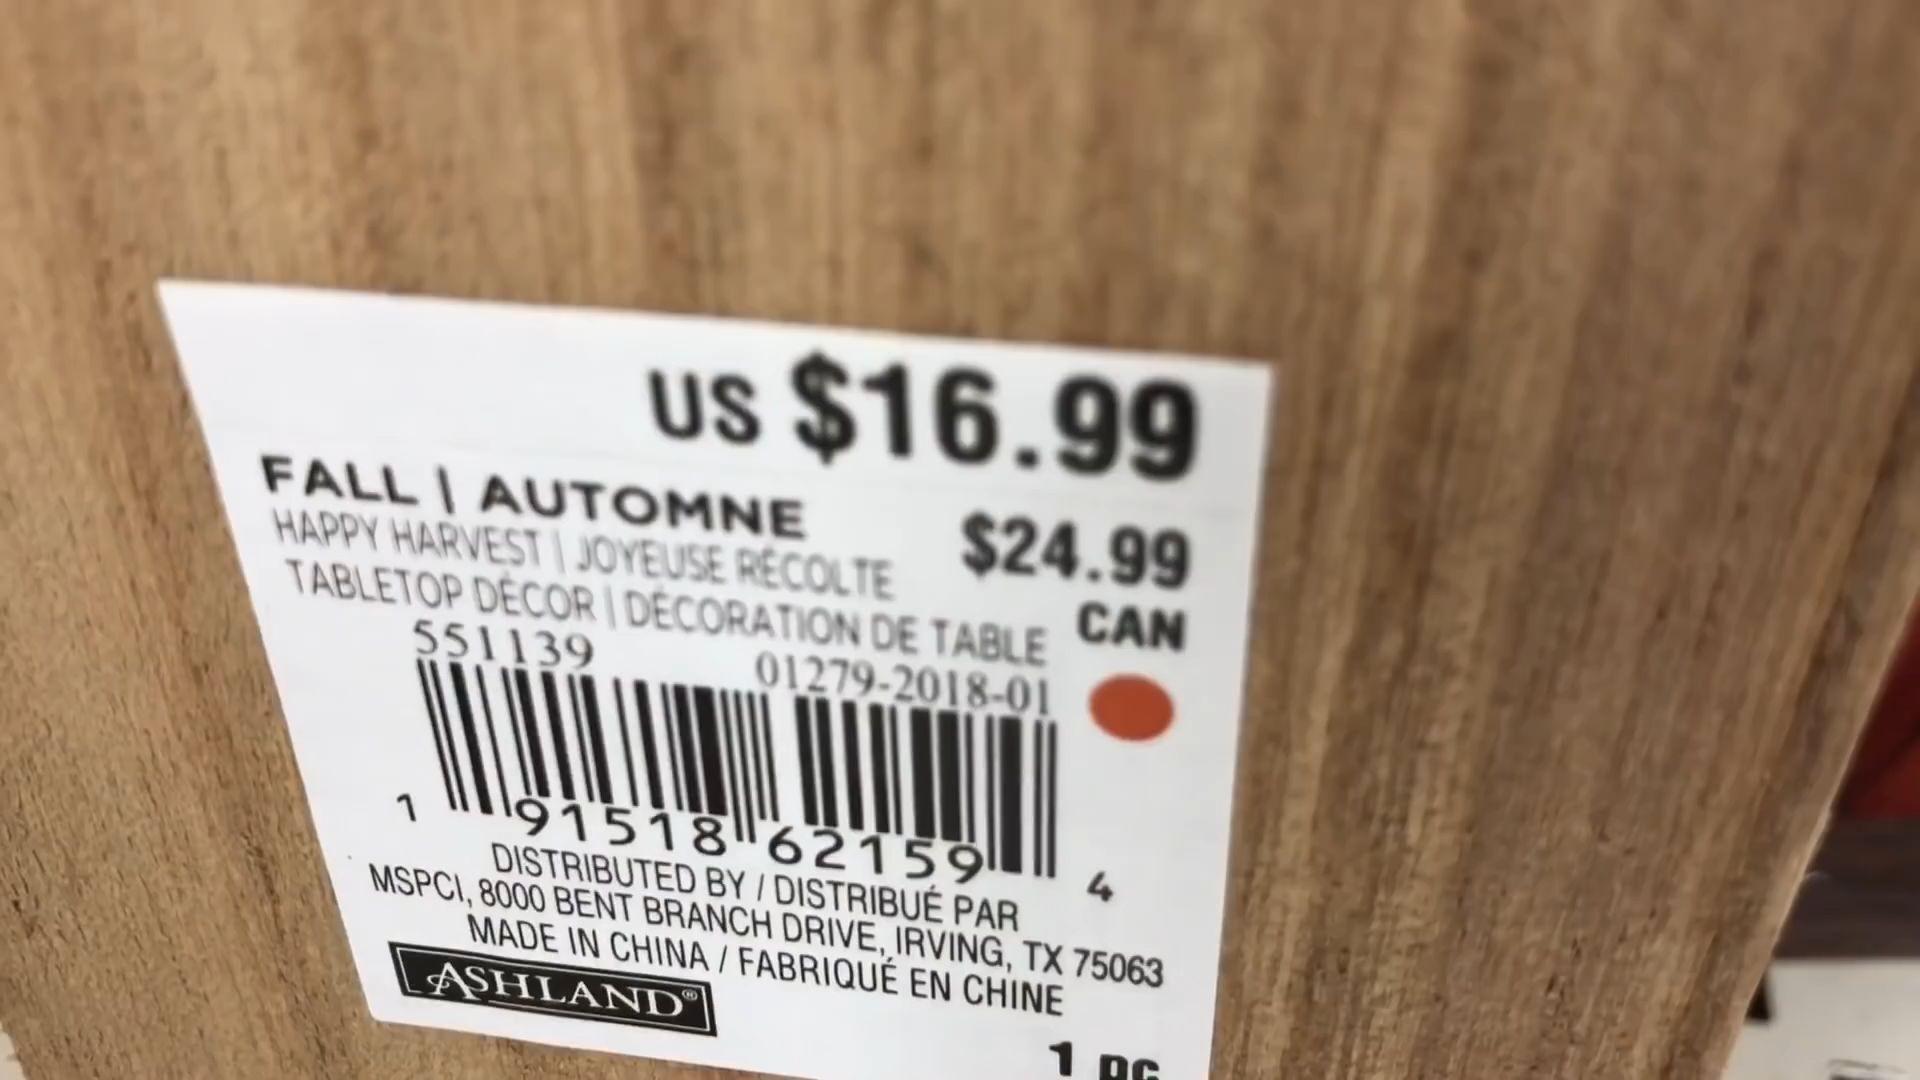 US $16.99
FALL | AUTOMNE
HAPPY HARVEST | JOYEUSE RÉCOLTE
TABLETOP DÉCOR | DÉCORATION DE TABLE
$24.99
CAN
551139
01279-2018-01
1 91518 62159 4
DISTRIBUTED BY / DISTRIBUÉ PAR
MSPCI, 8000 BENT BRANCH DRIVE, IRVING, TX 75063
MADE IN CHINA / FABRIQUÉ EN CHINE
ASHLAND®
1 pc